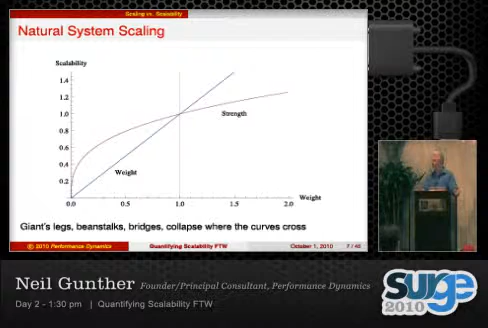 Scaling vs. Scalability
Natural System Scaling
Scalability
1.4
1.2
1.0
0.8
0.6
0.4
0.2
Strength
Weight
0.0 0.5 1.0 1.5 2.0
Weight
Giant's legs, beanstalks, bridges, collapse where the curves cross
© 2010 Performance Dynamics Quantifying Scalability FTW October 1, 2010 7 / 48
Neil Gunther Founder/Principal Consultant, Performance Dynamics
Day 2 - 1:30 pm | Quantifying Scalability FTW
surge
2010